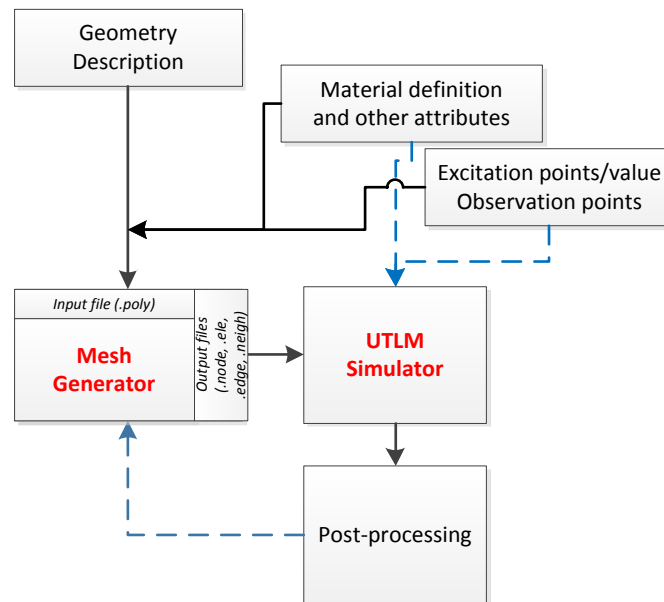 Geometry
Description
Material definition
and other attributes
Excitation points/value
Observation points
Input file (.poly)
Mesh
Generator
Output files
(.node, .ele,
.edge, .neigh)
UTLM
Simulator
Post-processing